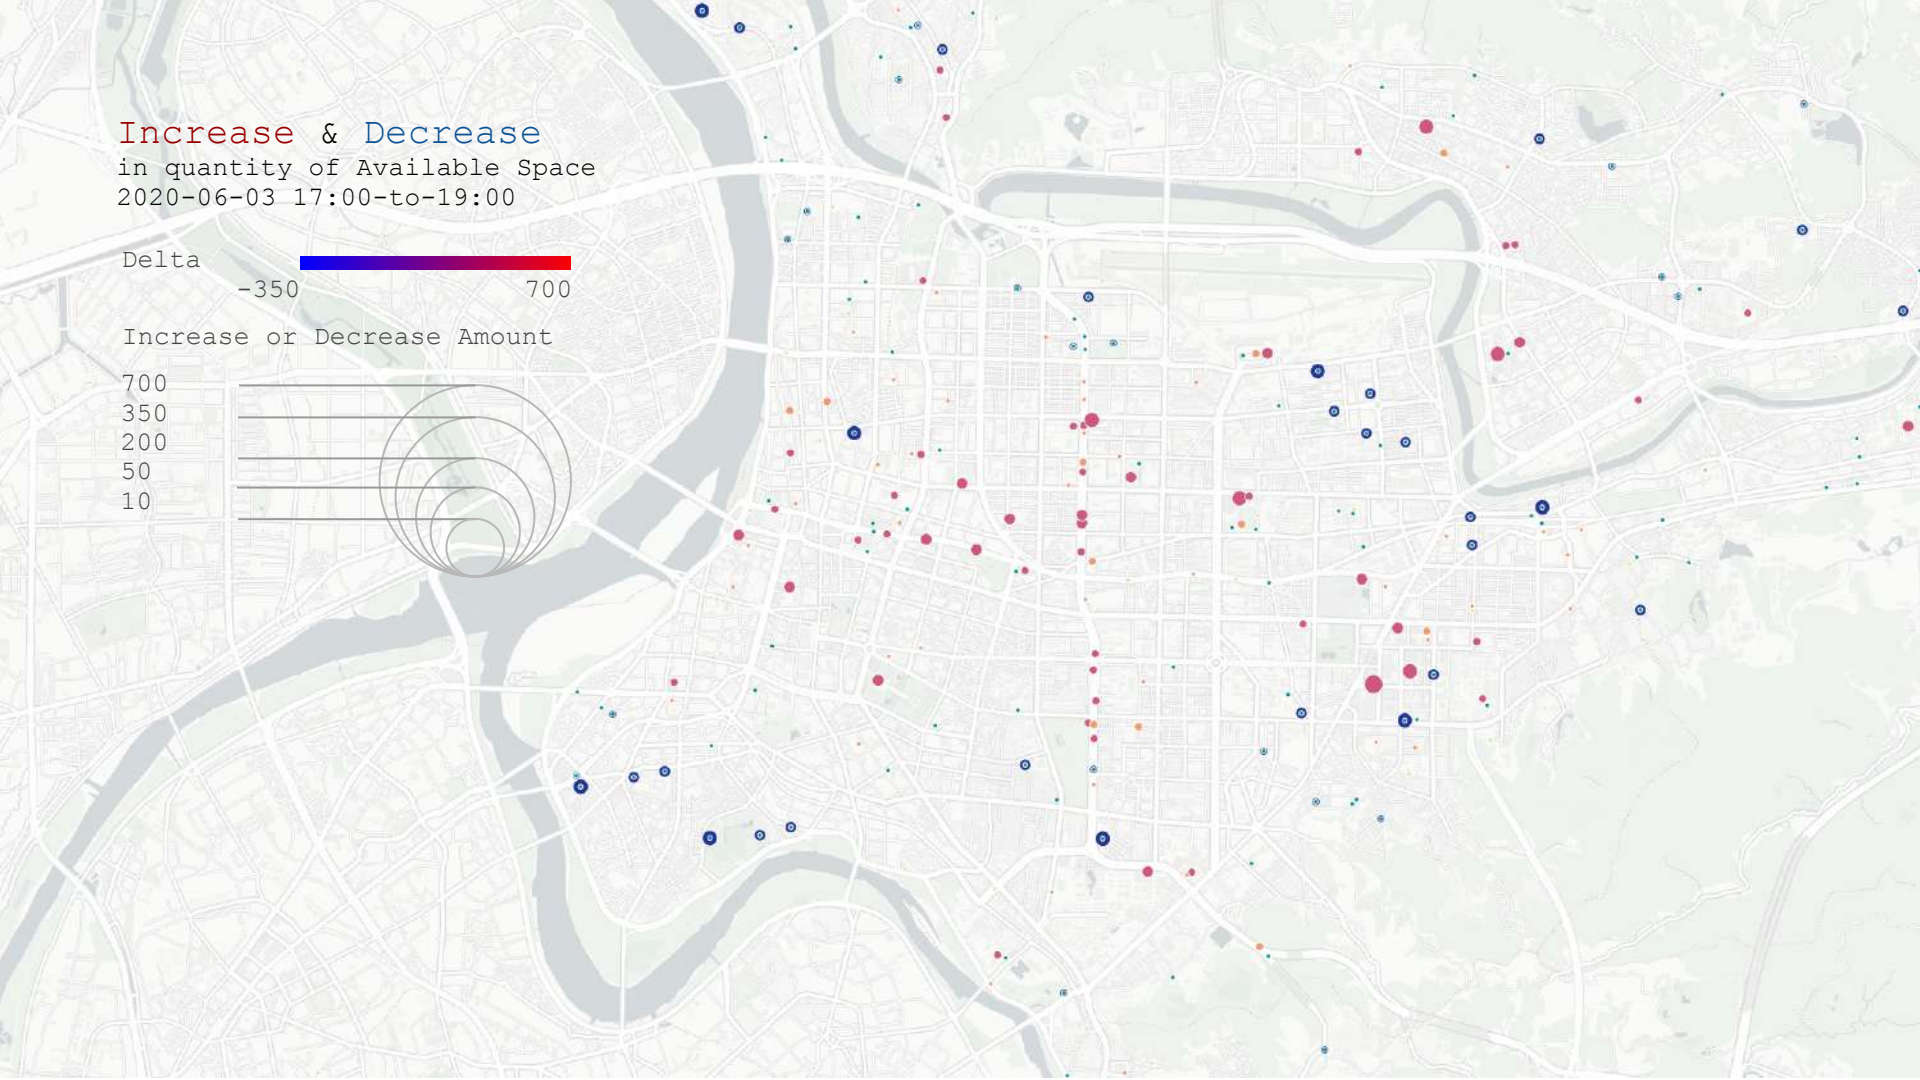 Increase & Decrease
in quantity of Available Space
2020-06-03 17:00-to-19:00
Delta
-350 700
Increase or Decrease Amount
700
350
200
50
10